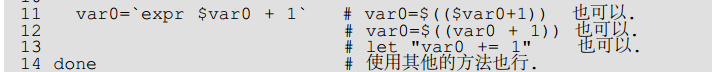 11   var0=`expr $var0 + 1`   # var0=$(($var0+1))  也可以.
12                           # var0=$((var0 + 1)) 也可以.
13                           # let "var0 += 1"    也可以.
14 done                      # 使用其他的方法也行.